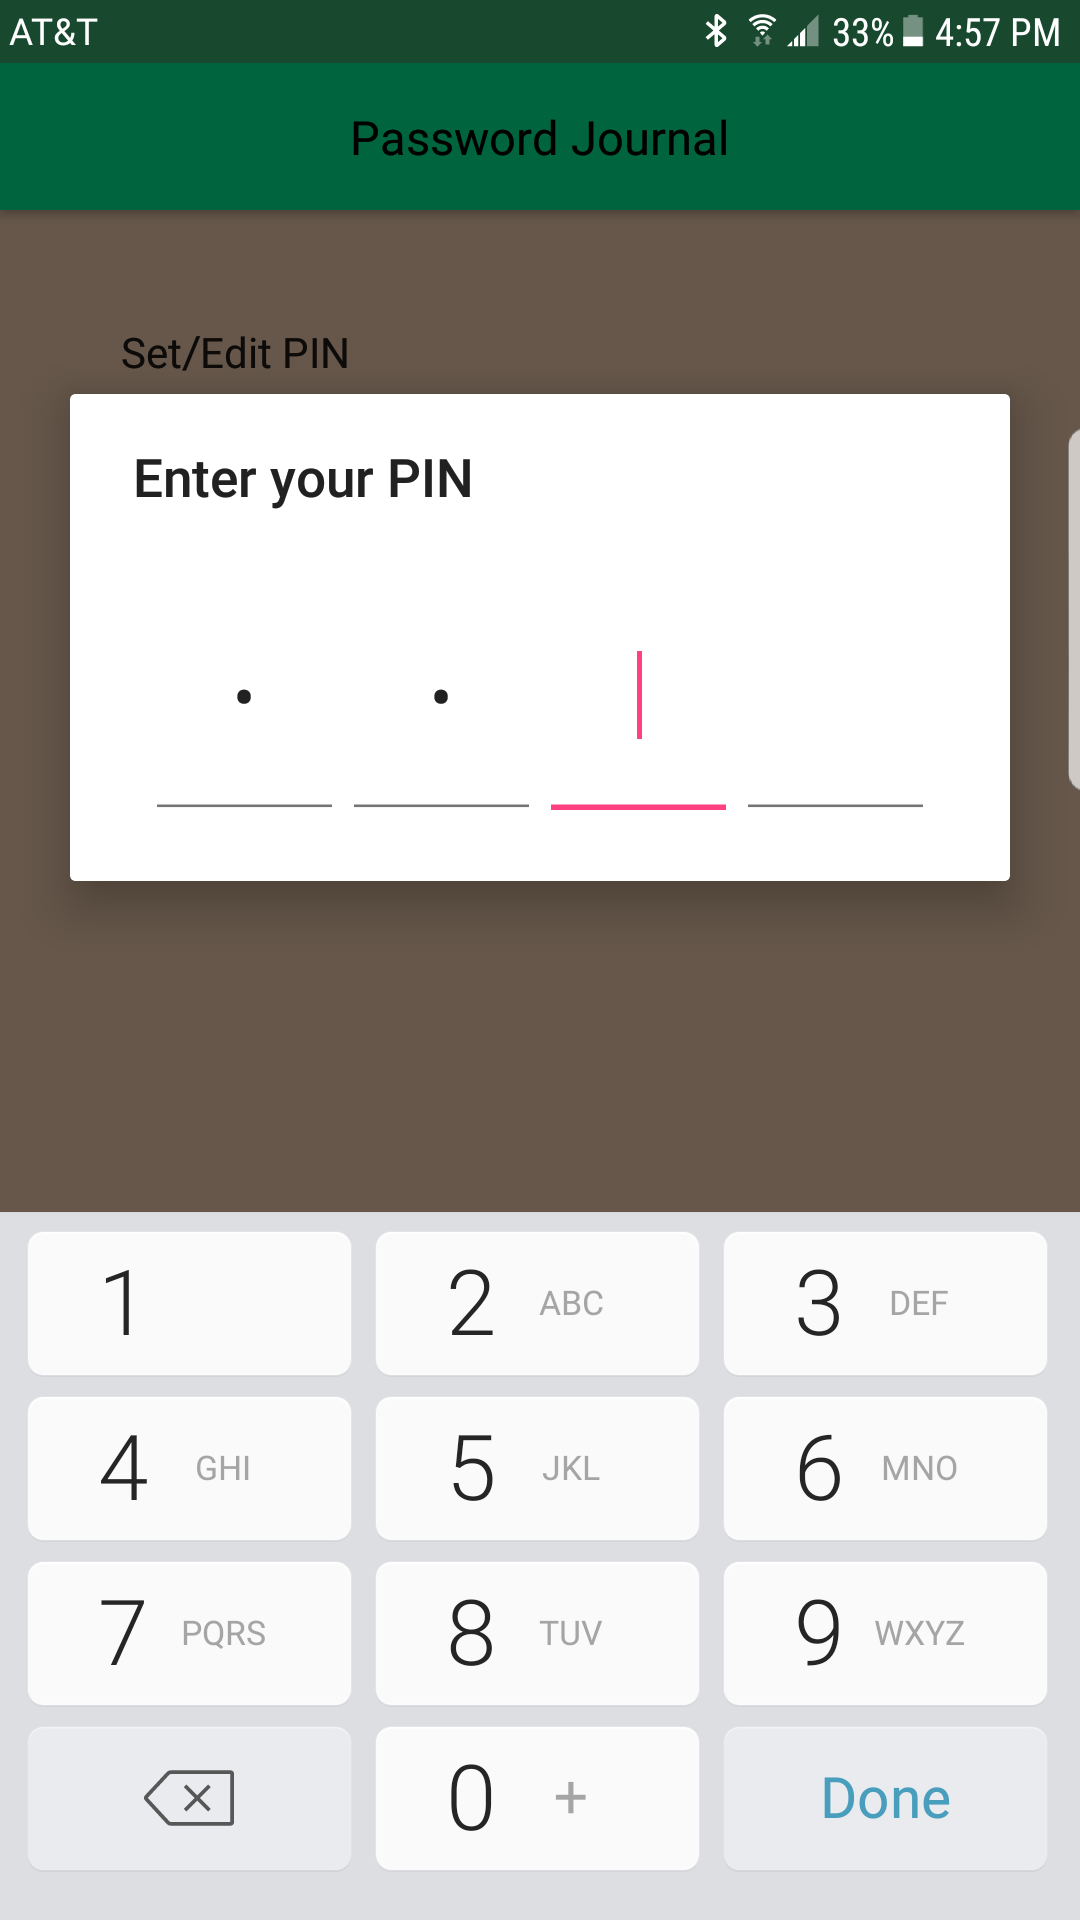 AT&T 33% 4:57 PM
Password Journal
Set/Edit PIN
Enter your PIN
1 2 ABC 3 DEF
4 GHI 5 JKL 6 MNO
7 PQRS 8 TUV 9 WXYZ
0 + Done